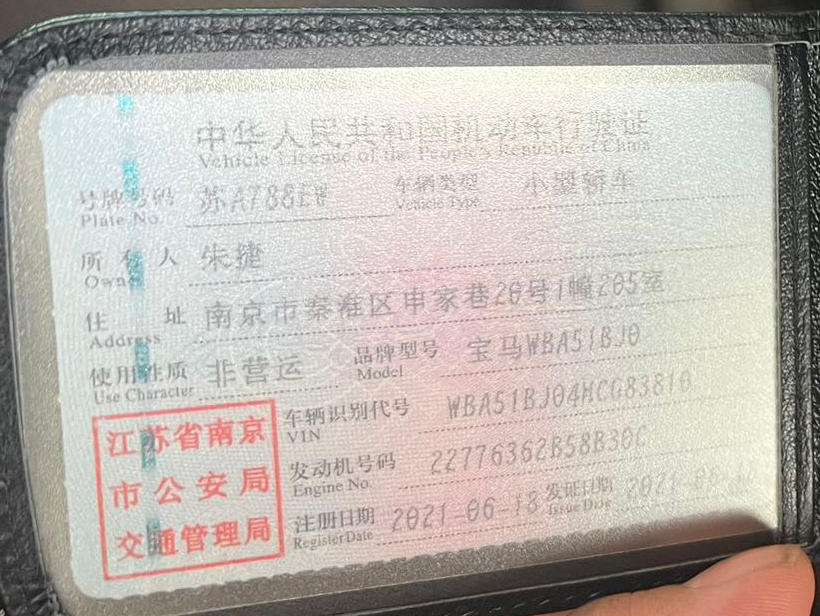 中华人民共和国机动车行驶证
Vehicle License of the People's Republic of China
号牌号码 苏A788EW 车辆类型 小型轿车
Plate No. Vehicle Type
所有人 朱捷
Owner
住址 南京市秦淮区申家巷20号1幢205室
Address
使用性质 非营运 品牌型号 宝马WBA51BJ0
Use Character Model
江苏省南京
市公安局
交通管理局
车辆识别代号 WBA51BJ04HCG83810
VIN
发动机号码 22776362B58B30C
Engine No.
注册日期 2021-06-18 发证日期 2021-06
Register Date Issue Date